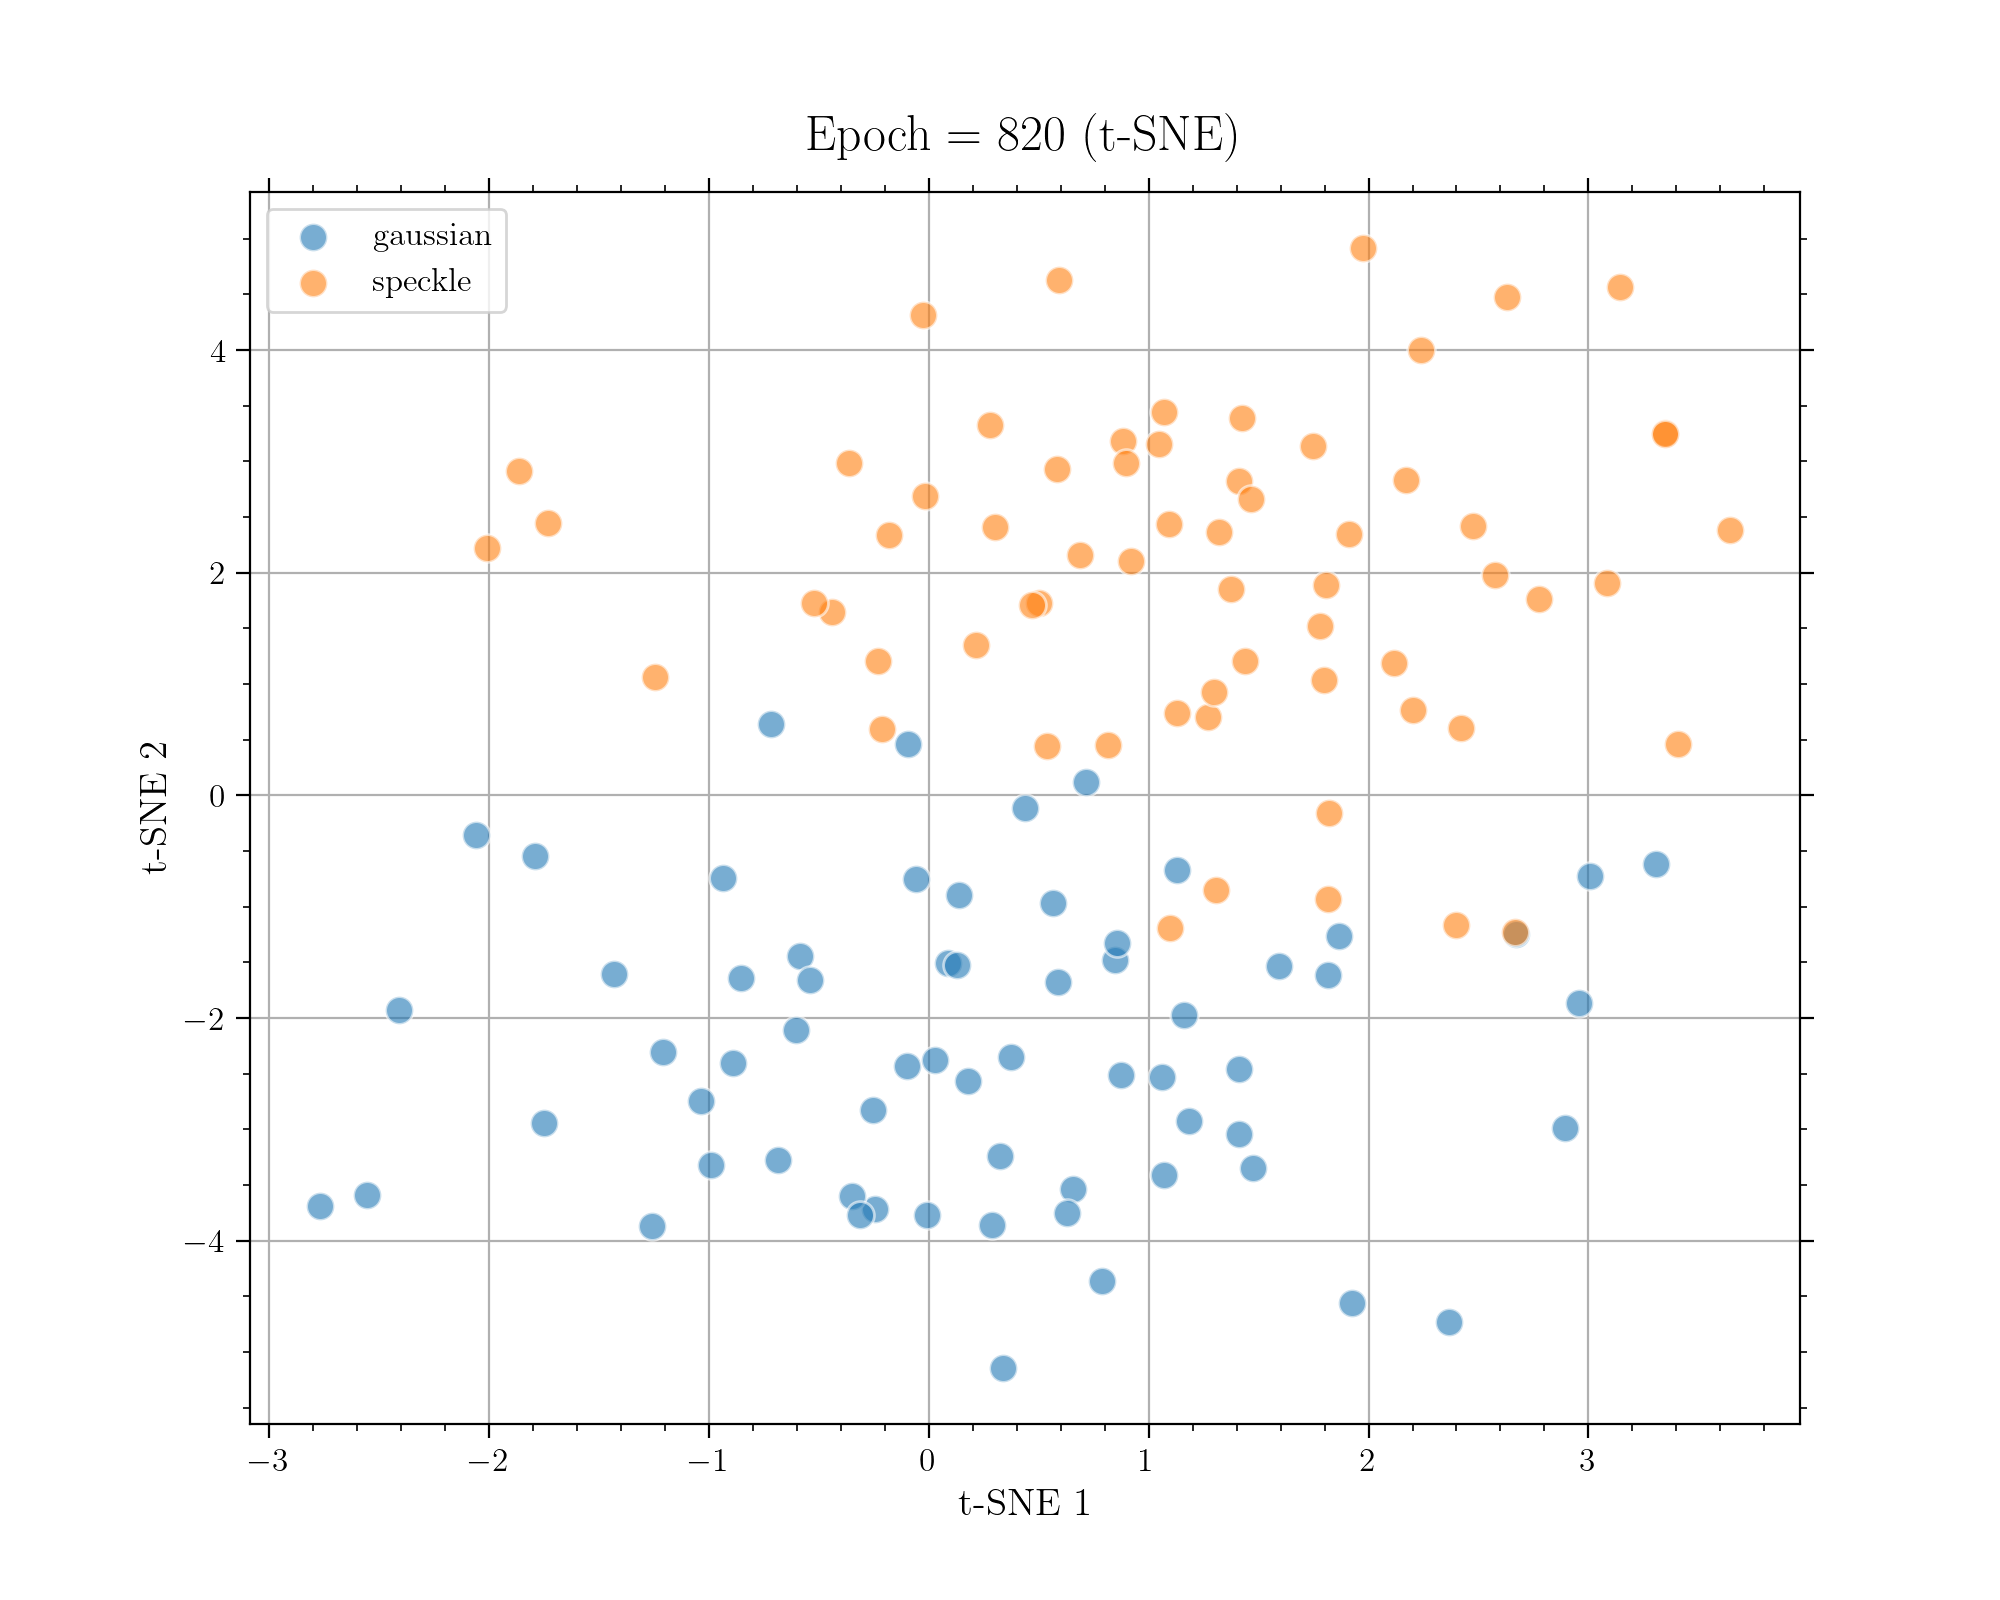 Epoch = 820 (t-SNE)
gaussian
speckle
4
2
0
−2
−4
t-SNE 2
−3 −2 −1 0 1 2 3
t-SNE 1